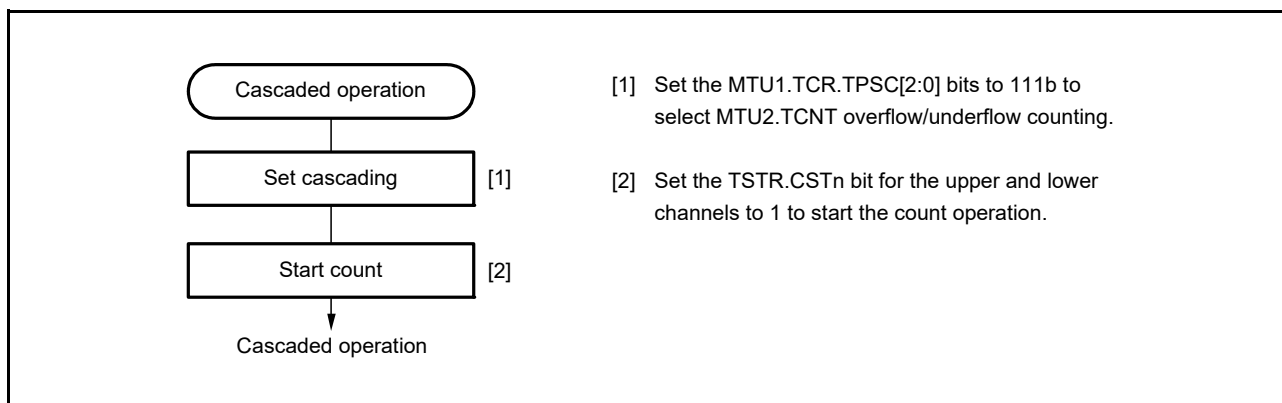 Cascaded operation
Set cascading [1]
Start count [2]
Cascaded operation
[1] Set the MTU1.TCR.TPSC[2:0] bits to 111b to
select MTU2.TCNT overflow/underflow counting.
[2] Set the TSTR.CSTn bit for the upper and lower
channels to 1 to start the count operation.